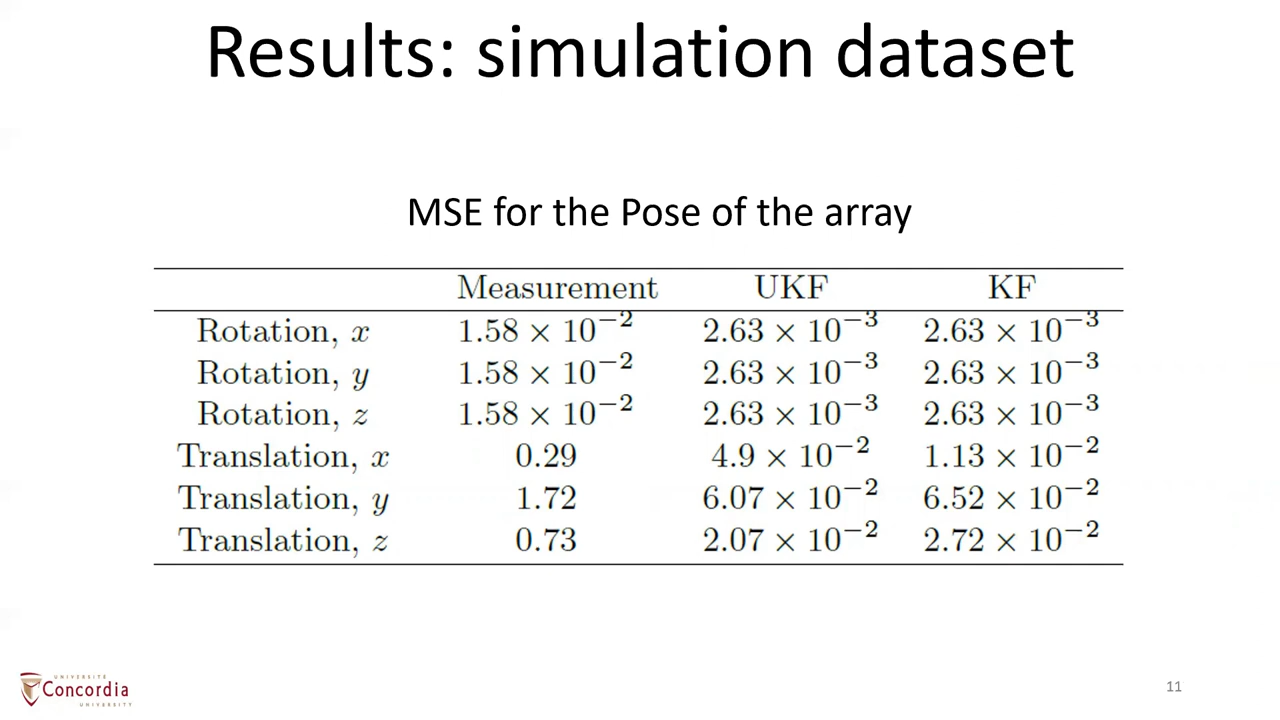 Results: simulation dataset
MSE for the Pose of the array
Measurement UKF KF
Rotation, x 1.58 × 10⁻² 2.63 × 10⁻³ 2.63 × 10⁻³
Rotation, y 1.58 × 10⁻² 2.63 × 10⁻³ 2.63 × 10⁻³
Rotation, z 1.58 × 10⁻² 2.63 × 10⁻³ 2.63 × 10⁻³
Translation, x 0.29 4.9 × 10⁻² 1.13 × 10⁻²
Translation, y 1.72 6.07 × 10⁻² 6.52 × 10⁻²
Translation, z 0.73 2.07 × 10⁻² 2.72 × 10⁻²
UNIVERSITÉ
Concordia
UNIVERSITY
11